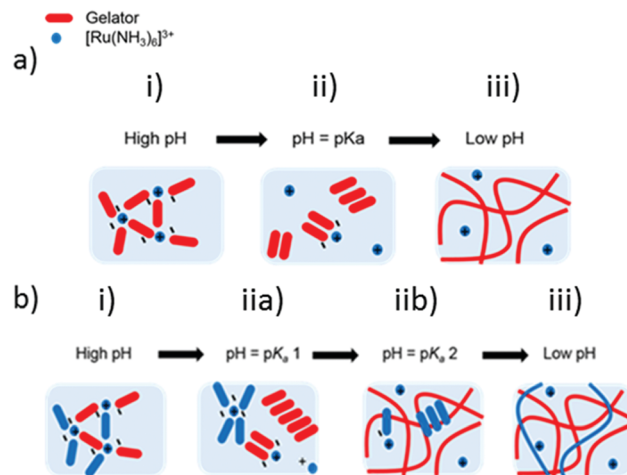 Gelator
[Ru(NH₃)₆]³⁺
a)
i) ii) iii)
High pH pH = pKa Low pH
b)
i) iia) iib) iii)
High pH pH = pKₐ 1 pH = pKₐ 2 Low pH